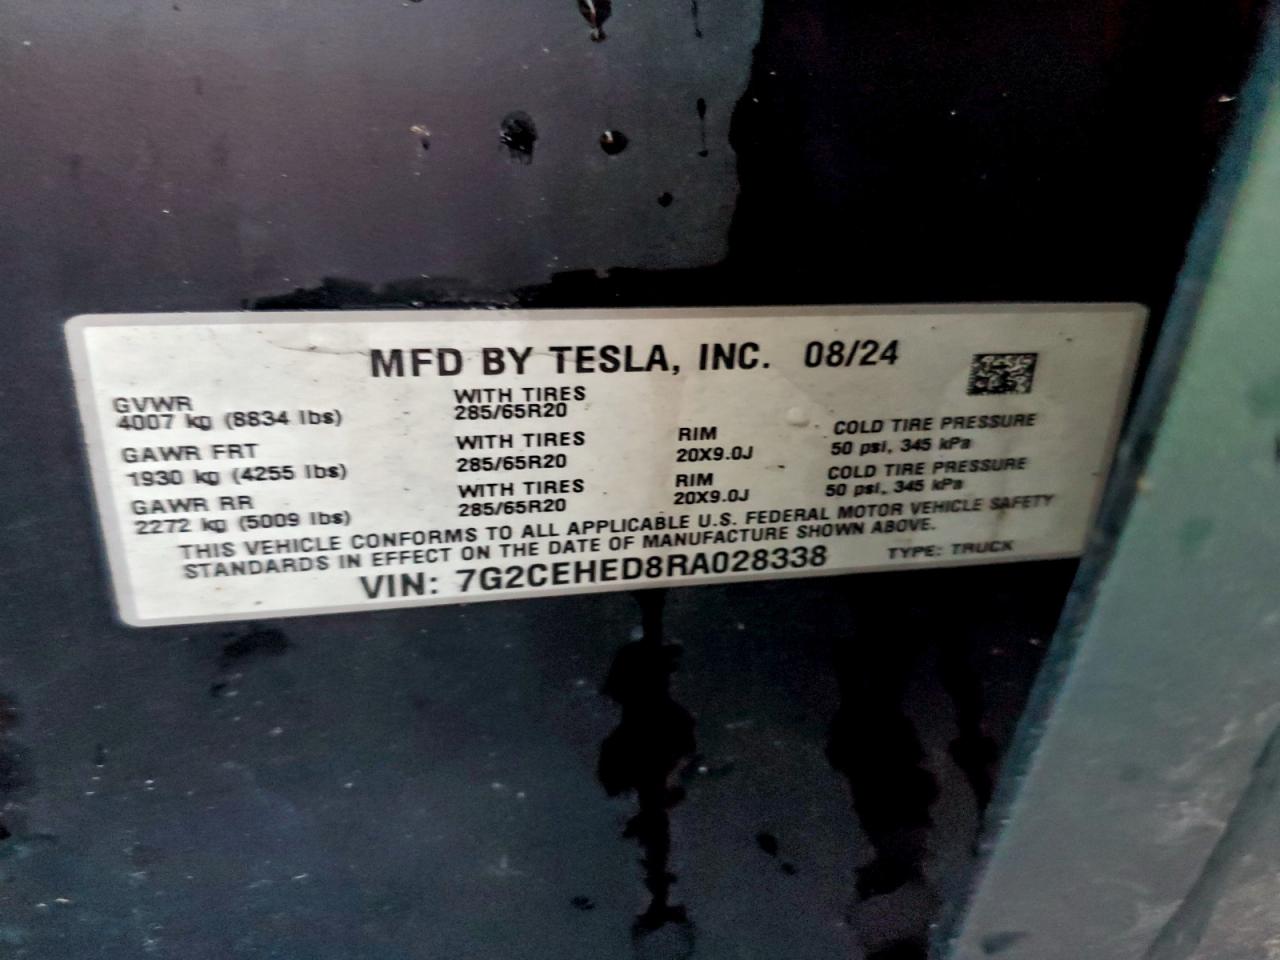 MFD BY TESLA, INC. 08/24
GVWR
4007 kg (8834 lbs)
WITH TIRES
285/65R20
GAWR FRT
1930 kg (4255 lbs)
WITH TIRES
285/65R20
RIM
20X9.0J
COLD TIRE PRESSURE
50 psi, 345 kPa
GAWR RR
2272 kg (5009 lbs)
WITH TIRES
285/65R20
RIM
20X9.0J
COLD TIRE PRESSURE
50 psi, 345 kPa
THIS VEHICLE CONFORMS TO ALL APPLICABLE U.S. FEDERAL MOTOR VEHICLE SAFETY
STANDARDS IN EFFECT ON THE DATE OF MANUFACTURE SHOWN ABOVE.
VIN: 7G2CEHED8RA028338 TYPE: TRUCK